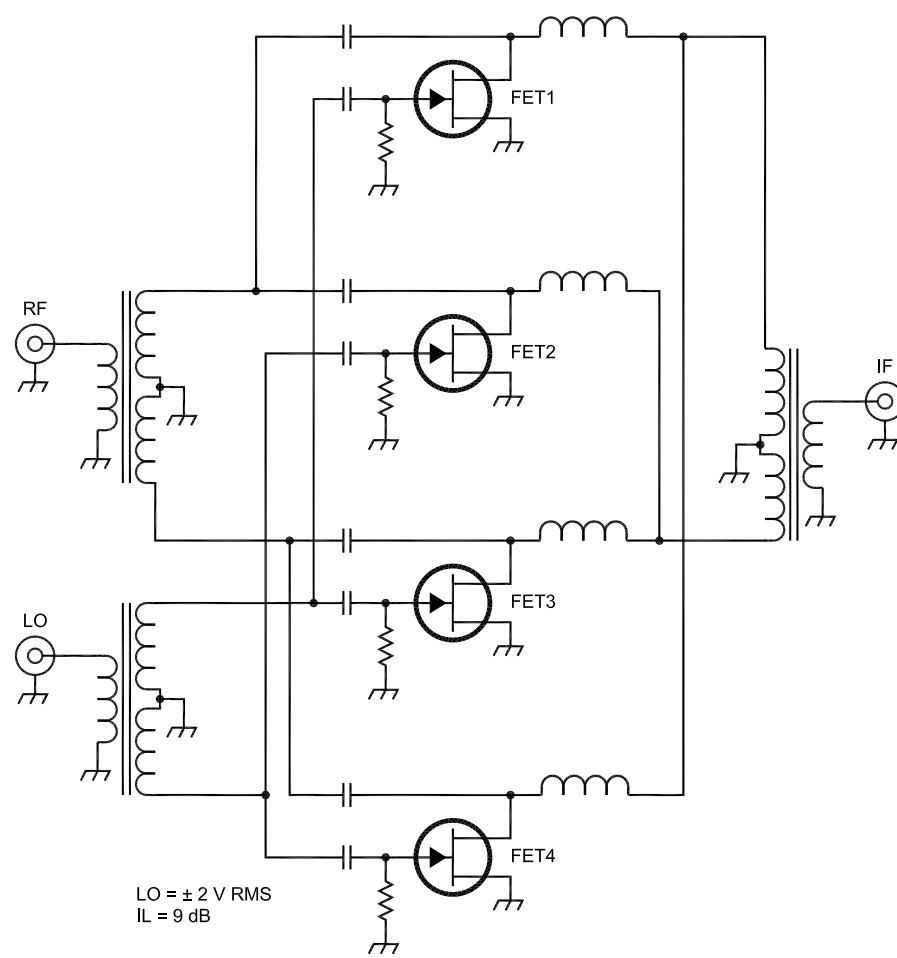 FET1
RF
FET2
IF
FET3
LO
FET4
LO = ± 2 V RMS
IL = 9 dB